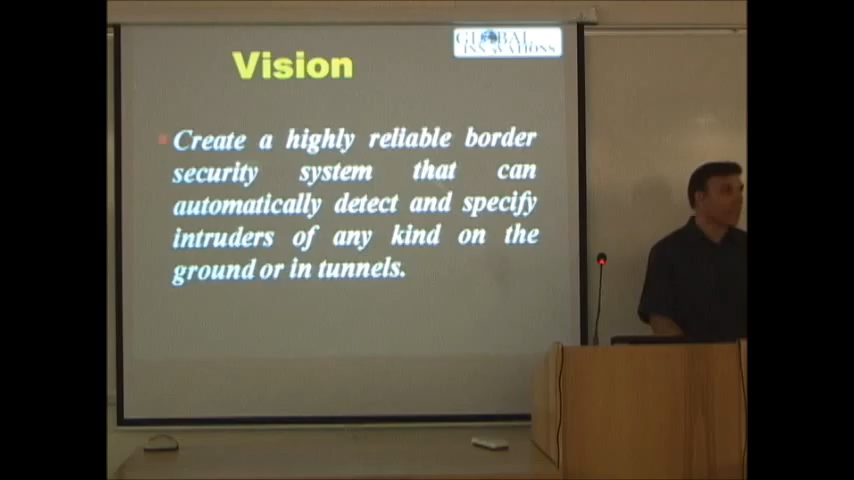 GLOBAL
INNOVATIONS
Vision
Create a highly reliable border
security system that can
automatically detect and specify
intruders of any kind on the
ground or in tunnels.